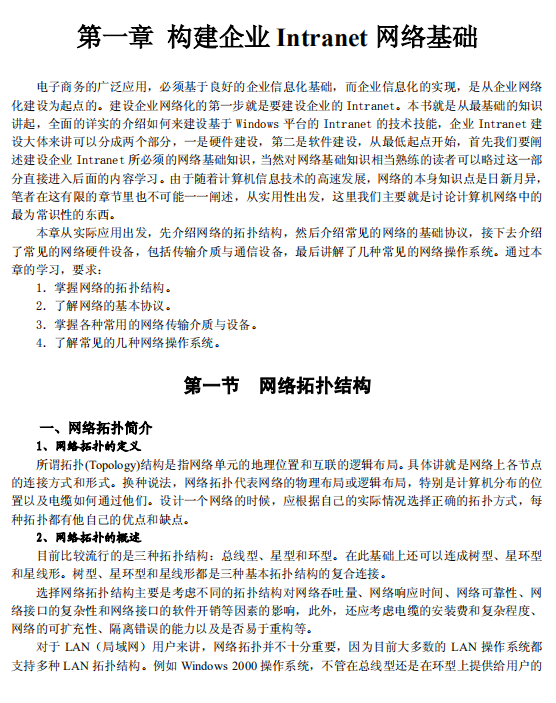 第一章 构建企业 Intranet 网络基础
电子商务的广泛应用，必须基于良好的企业信息化基础，而企业信息化的实现，是从企业网络
化建设为起点的。建设企业网络化的第一步就是要建设企业的 Intranet。本书就是从最基础的知识
讲起，全面的详实的介绍如何来建设基于 Windows 平台的 Intranet 的技术技能，企业 Intranet 建
设大体来讲可以分成两个部分，一是硬件建设，第二是软件建设，从最低起点开始，首先我们要阐
述建设企业 Intranet 所必须的网络基础知识，当然对网络基础知识相当熟练的读者可以略过这一部
分直接进入后面的内容学习。由于随着计算机信息技术的高速发展，网络的本身知识点是日新月异，
笔者在这有限的章节里也不可能一一阐述，从实用性出发，这里我们主要就是讨论计算机网络中的
最为常识性的东西。
本章从实际应用出发，先介绍网络的拓扑结构，然后介绍常见的网络的基础协议，接下去介绍
了常见的网络硬件设备，包括传输介质与通信设备，最后讲解了几种常见的网络操作系统。通过本
章的学习，要求：
1．掌握网络的拓扑结构。
2．了解网络的基本协议。
3．掌握各种常用的网络传输介质与设备。
4．了解常见的几种网络操作系统。
第一节 网络拓扑结构
一、网络拓扑简介
1、网络拓扑的定义
所谓拓扑(Topology)结构是指网络单元的地理位置和互联的逻辑布局。具体讲就是网络上各节点
的连接方式和形式。换种说法，网络拓扑代表网络的物理布局或逻辑布局，特别是计算机分布的位
置以及电缆如何通过他们。设计一个网络的时候，应根据自己的实际情况选择正确的拓扑方式，每
种拓扑都有他自己的优点和缺点。
2、网络拓扑的概述
目前比较流行的是三种拓扑结构：总线型、星型和环型。在此基础上还可以连成树型、星环型
和星线形。树型、星环型和星线形都是三种基本拓扑结构的复合连接。
选择网络拓扑结构主要是考虑不同的拓扑结构对网络吞吐量、网络响应时间、网络可靠性、网
络接口的复杂性和网络接口的软件开销等因素的影响，此外，还应考虑电缆的安装费和复杂程度、
网络的可扩充性、隔离错误的能力以及是否易于重构等。
对于 LAN（局域网）用户来讲，网络拓扑并不十分重要，因为目前大多数的 LAN 操作系统都
支持多种 LAN 拓扑结构。例如 Windows 2000 操作系统，不管在总线型还是在环型上提供给用户的